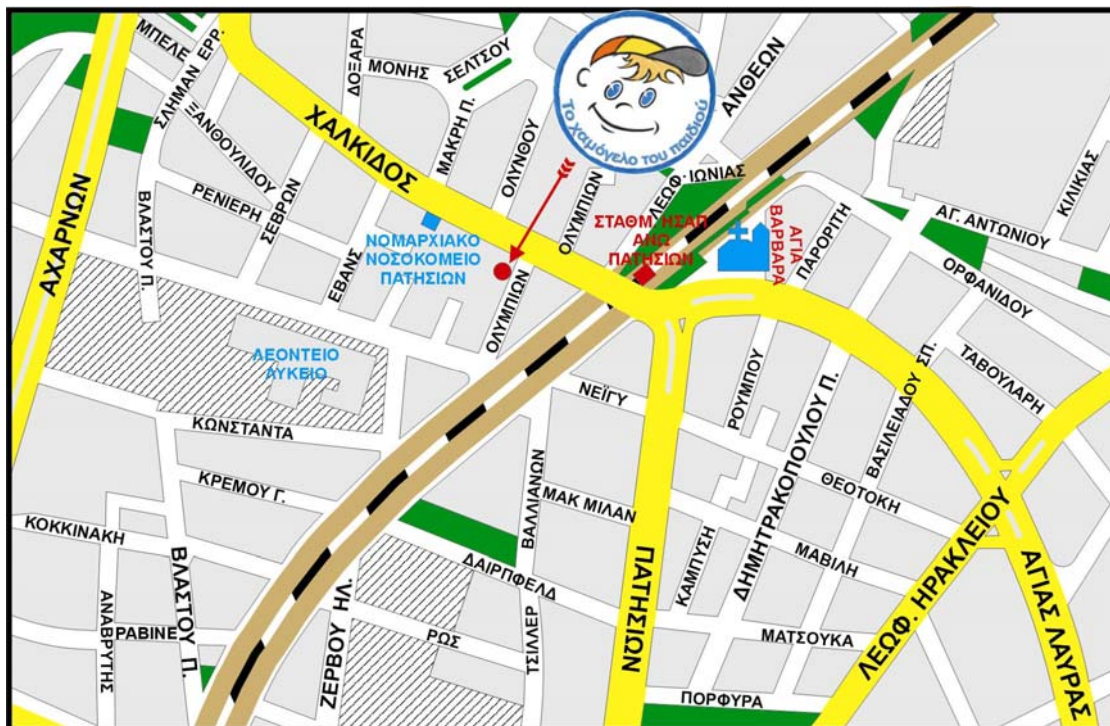 ΜΠΕΛΕ
ΣΛΗΜΑΝ ΕΡΡ.
ΞΑΝΘΟΥΛΙΔΟΥ
ΔΟΞΑΡΑ
ΜΟΝΗΣ
ΣΕΛΤΣΟΥ
Το χαμόγελο του παιδιού
ΑΝΘΕΩΝ
ΑΧΑΡΝΩΝ
ΧΑΛΚΙΔΟΣ
ΜΑΚΡΗ Π.
ΟΛΥΝΘΟΥ
ΟΛΥΜΠΙΩΝ
ΛΕΩΦ. ΙΩΝΙΑΣ
ΚΙΛΙΚΙΑΣ
ΑΓ. ΑΝΤΩΝΙΟΥ
ΡΕΝΙΕΡΗ
ΣΕΒΡΩΝ
ΒΛΑΣΤΟΥ Π.
ΕΒΑΝΣ
ΝΟΜΑΡΧΙΑΚΟ
ΝΟΣΟΚΟΜΕΙΟ
ΠΑΤΗΣΙΩΝ
ΣΤΑΘΜ. ΗΣΑΠ
ΑΝΩ
ΠΑΤΗΣΙΩΝ
ΑΓΙΑ
ΒΑΡΒΑΡΑ
ΠΑΡΟΡΙΤΗ
ΟΡΦΑΝΙΔΟΥ
ΟΛΥΜΠΙΩΝ
ΛΕΟΝΤΕΙΟ
ΛΥΚΕΙΟ
ΝΕΪΓΥ
ΡΟΥΜΠΟΥ
ΔΗΜΗΤΡΑΚΟΠΟΥΛΟΥ Π.
ΒΑΣΙΛΕΙΑΔΟΥ ΣΠ.
ΤΑΒΟΥΛΑΡΗ
ΚΩΝΣΤΑΝΤΑ
ΚΡΕΜΟΥ Γ.
ΒΑΛΛΙΑΝΩΝ
ΜΑΚ ΜΙΛΑΝ
ΘΕΟΤΟΚΗ
ΚΟΚΚΙΝΑΚΗ
ΔΑΙΡΠΦΕΛΔ
ΠΑΤΗΣΙΩΝ
ΚΑΜΠΥΣΗ
ΜΑΒΙΛΗ
ΛΕΩΦ. ΗΡΑΚΛΕΙΟΥ
ΑΓΙΑΣ ΛΑΥΡΑΣ
ΑΝΑΒΡΥΤΗΣ
ΡΑΒΙΝΕ
ΒΛΑΣΤΟΥ Π.
ΖΕΡΒΟΥ ΗΛ.
ΡΩΣ
ΤΣΙΛΛΕΡ
ΜΑΤΣΟΥΚΑ
ΠΟΡΦΥΡΑ